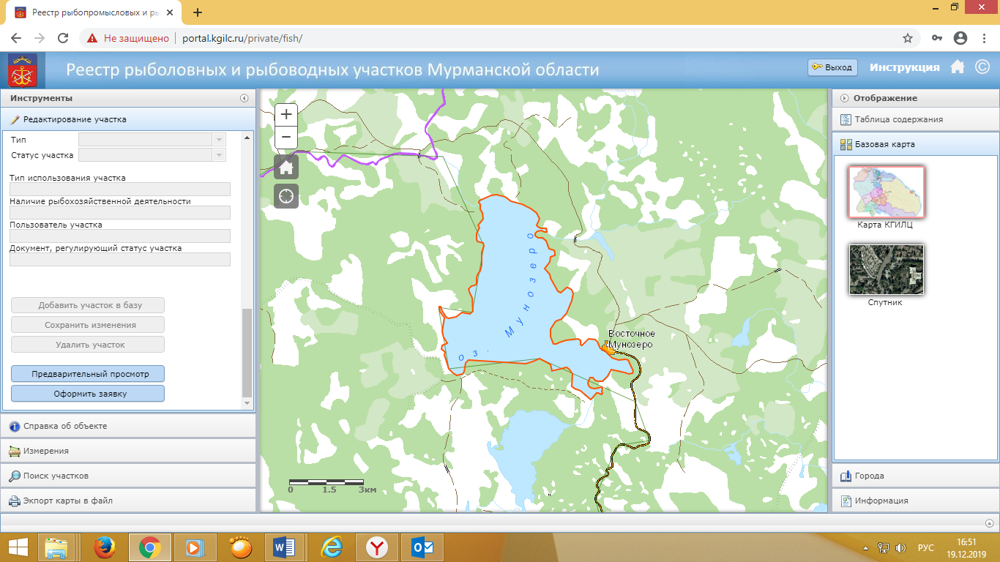 Реестр рыбопромысловых и ры
Не защищено
portal.kgilc.ru/private/fish/
Реестр рыболовных и рыбоводных участков Мурманской области
Выход
Инструкция
©
Инструменты
Редактирование участка
Тип
Статус участка
Тип использования участка
Наличие рыбохозяйственной деятельности
Пользователь участка
Документ, регулирующий статус участка
Добавить участок в базу
Сохранить изменения
Удалить участок
Предварительный просмотр
Оформить заявку
Справка об объекте
Измерения
Поиск участков
Экспорт карты в файл
+
−
оз. Мунозеро
Восточное
Мунозеро
0 1.5 3км
Отображение
Таблица содержания
Базовая карта
Карта КГИЛЦ
Спутник
Города
Информация
РУС
16:51
19.12.2019